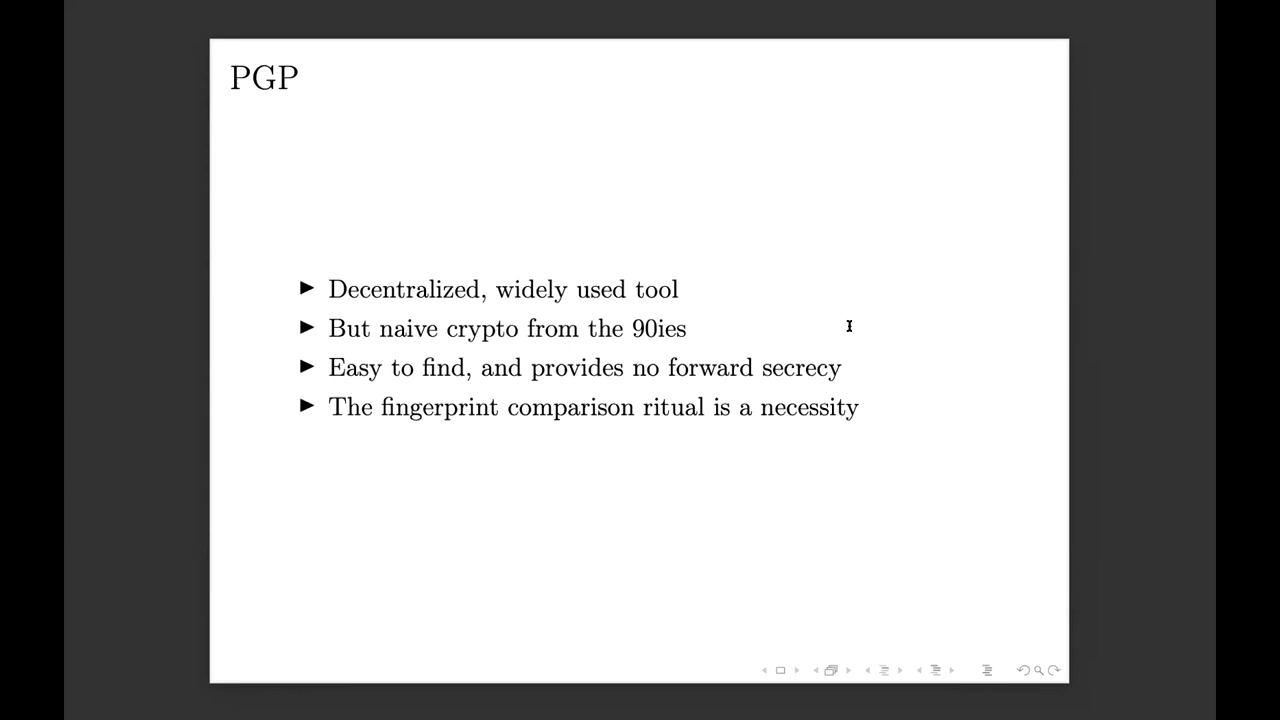 PGP
Decentralized, widely used tool
But naive crypto from the 90ies
Easy to find, and provides no forward secrecy
The fingerprint comparison ritual is a necessity